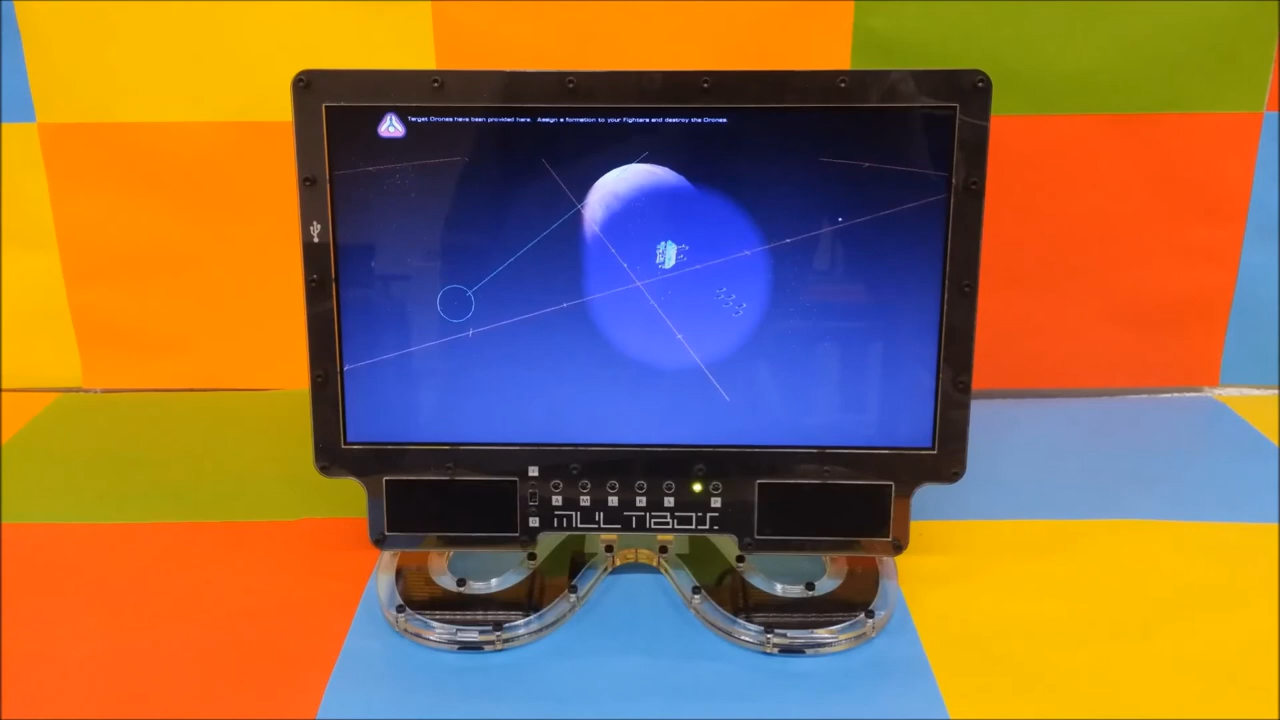 Target Drones have been provided here. Assign a formation to your Fighters and destroy the Drones.
A M I R L P
MULTIBOX